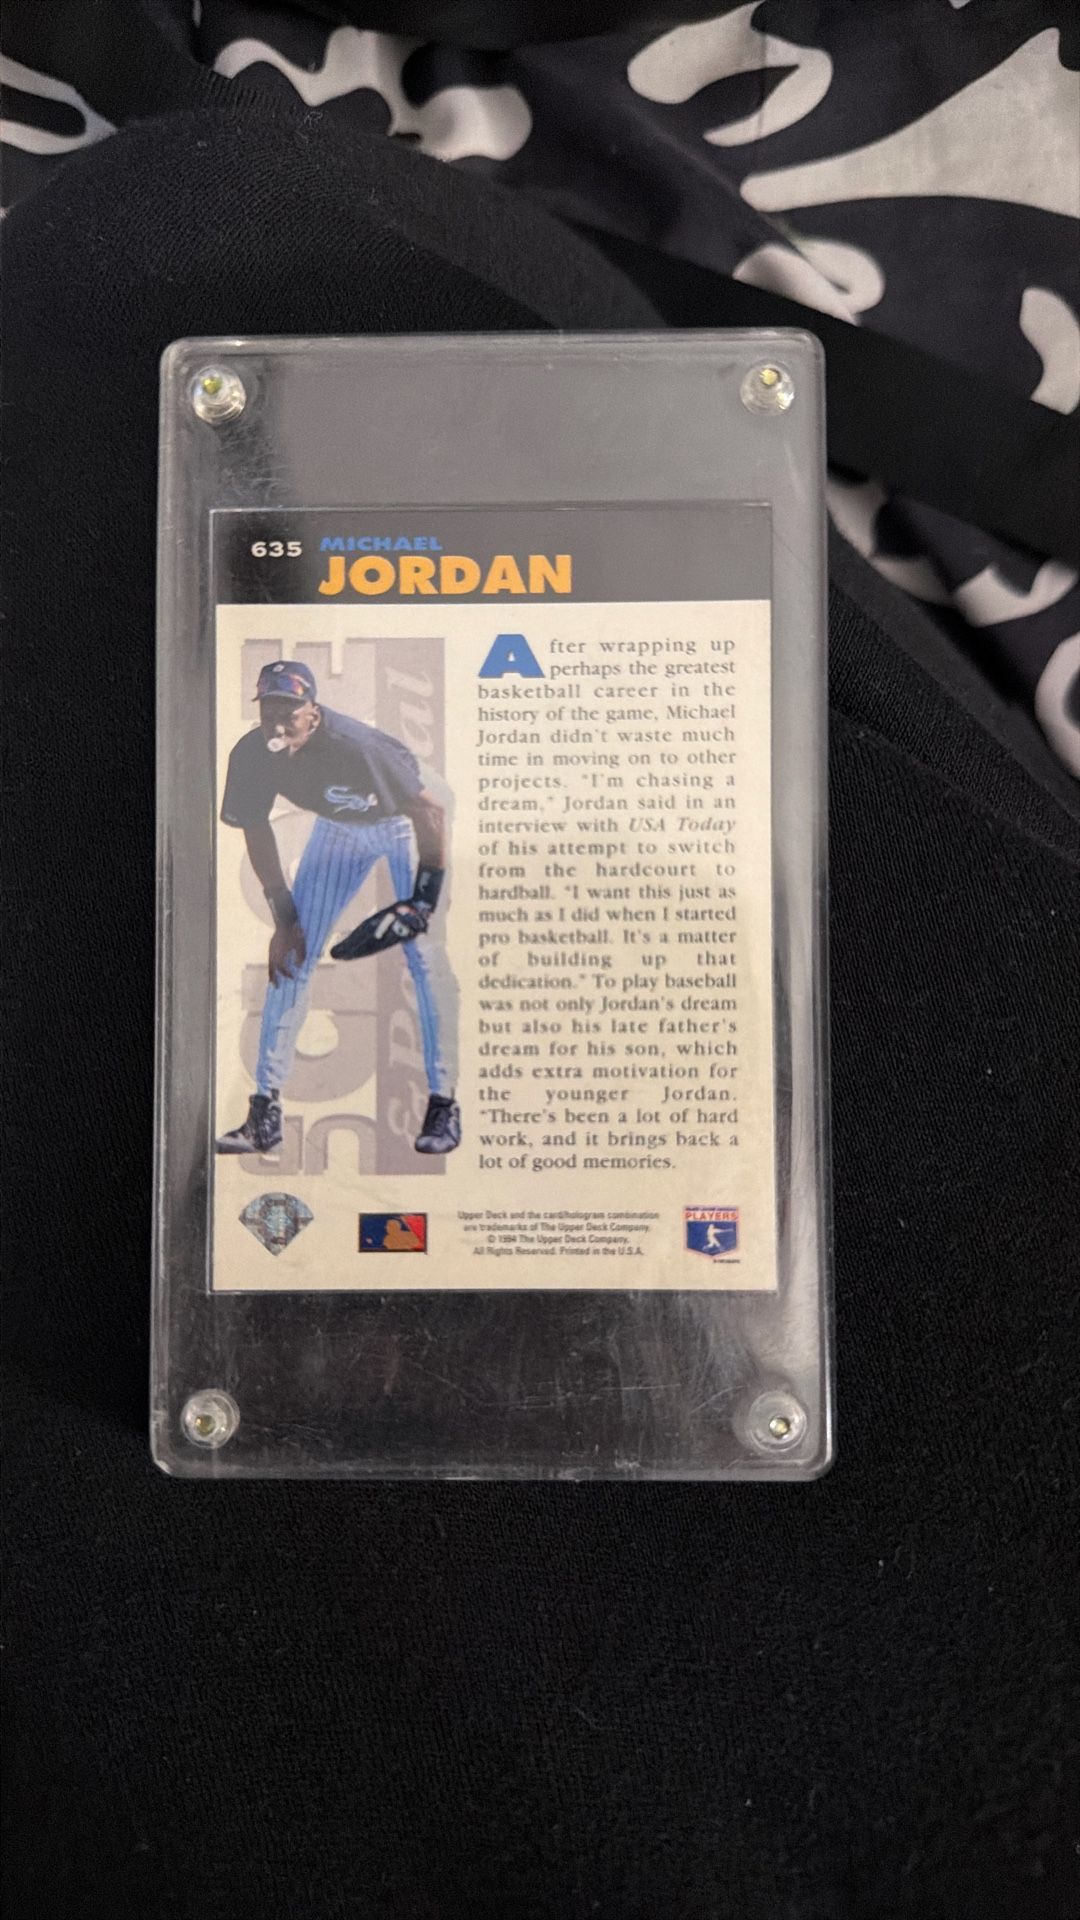 635 MICHAEL
JORDAN
After wrapping up
perhaps the greatest
basketball career in the
history of the game, Michael
Jordan didn't waste much
time in moving on to other
projects. "I'm chasing a
dream," Jordan said in an
interview with USA Today
of his attempt to switch
from the hardcourt to
hardball. "I want this just as
much as I did when I started
pro basketball. It's a matter
of building up that
dedication." To play baseball
was not only Jordan's dream
but also his late father's
dream for his son, which
adds extra motivation for
the younger Jordan.
"There's been a lot of hard
work, and it brings back a
lot of good memories.
Sox
Upper Deck and the card/hologram combination
are trademarks of The Upper Deck Company.
© 1994 The Upper Deck Company.
All Rights Reserved. Printed in the U.S.A.
PLAYERS